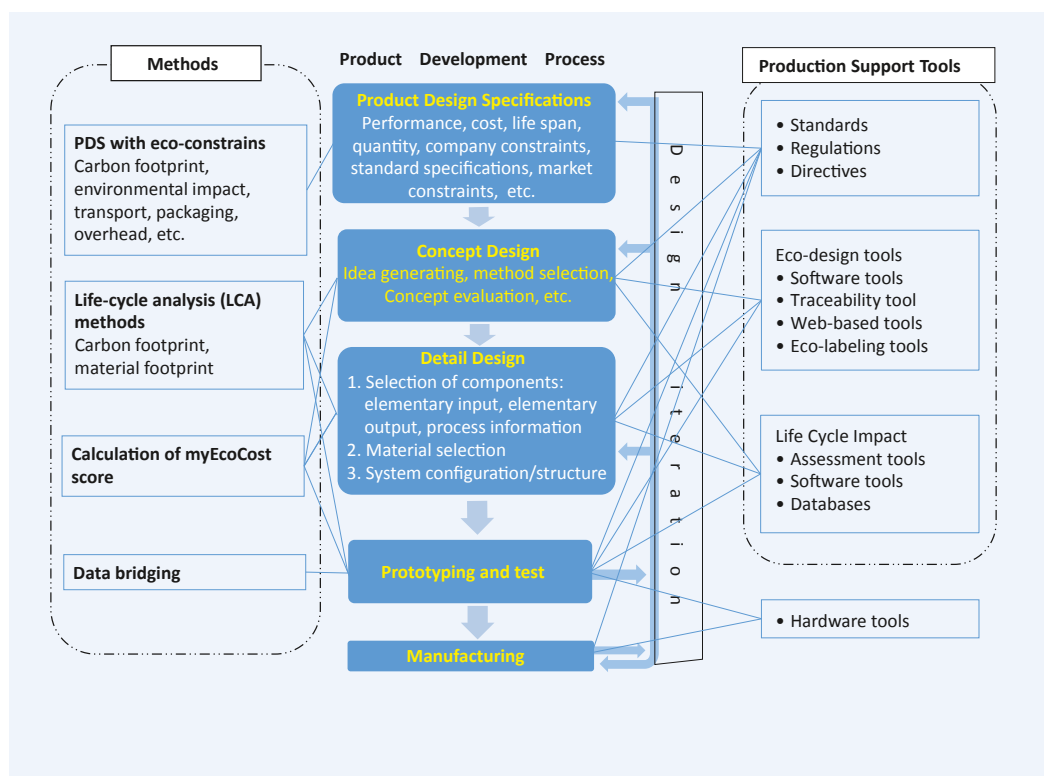 Methods
PDS with eco-constrains
Carbon footprint,
environmental impact,
transport, packaging,
overhead, etc.
Life-cycle analysis (LCA)
methods
Carbon footprint,
material footprint
Calculation of myEcoCost
score
Data bridging
Product Development Process
Product Design Specifications
Performance, cost, life span,
quantity, company constraints,
standard specifications, market
constraints, etc.
Concept Design
Idea generating, method selection,
Concept evaluation, etc.
Detail Design
1. Selection of components:
elementary input, elementary
output, process information
2. Material selection
3. System configuration/structure
Prototyping and test
Manufacturing
Design iteration
Production Support Tools
• Standards
• Regulations
• Directives
Eco-design tools
• Software tools
• Traceability tool
• Web-based tools
• Eco-labeling tools
Life Cycle Impact
• Assessment tools
• Software tools
• Databases
• Hardware tools